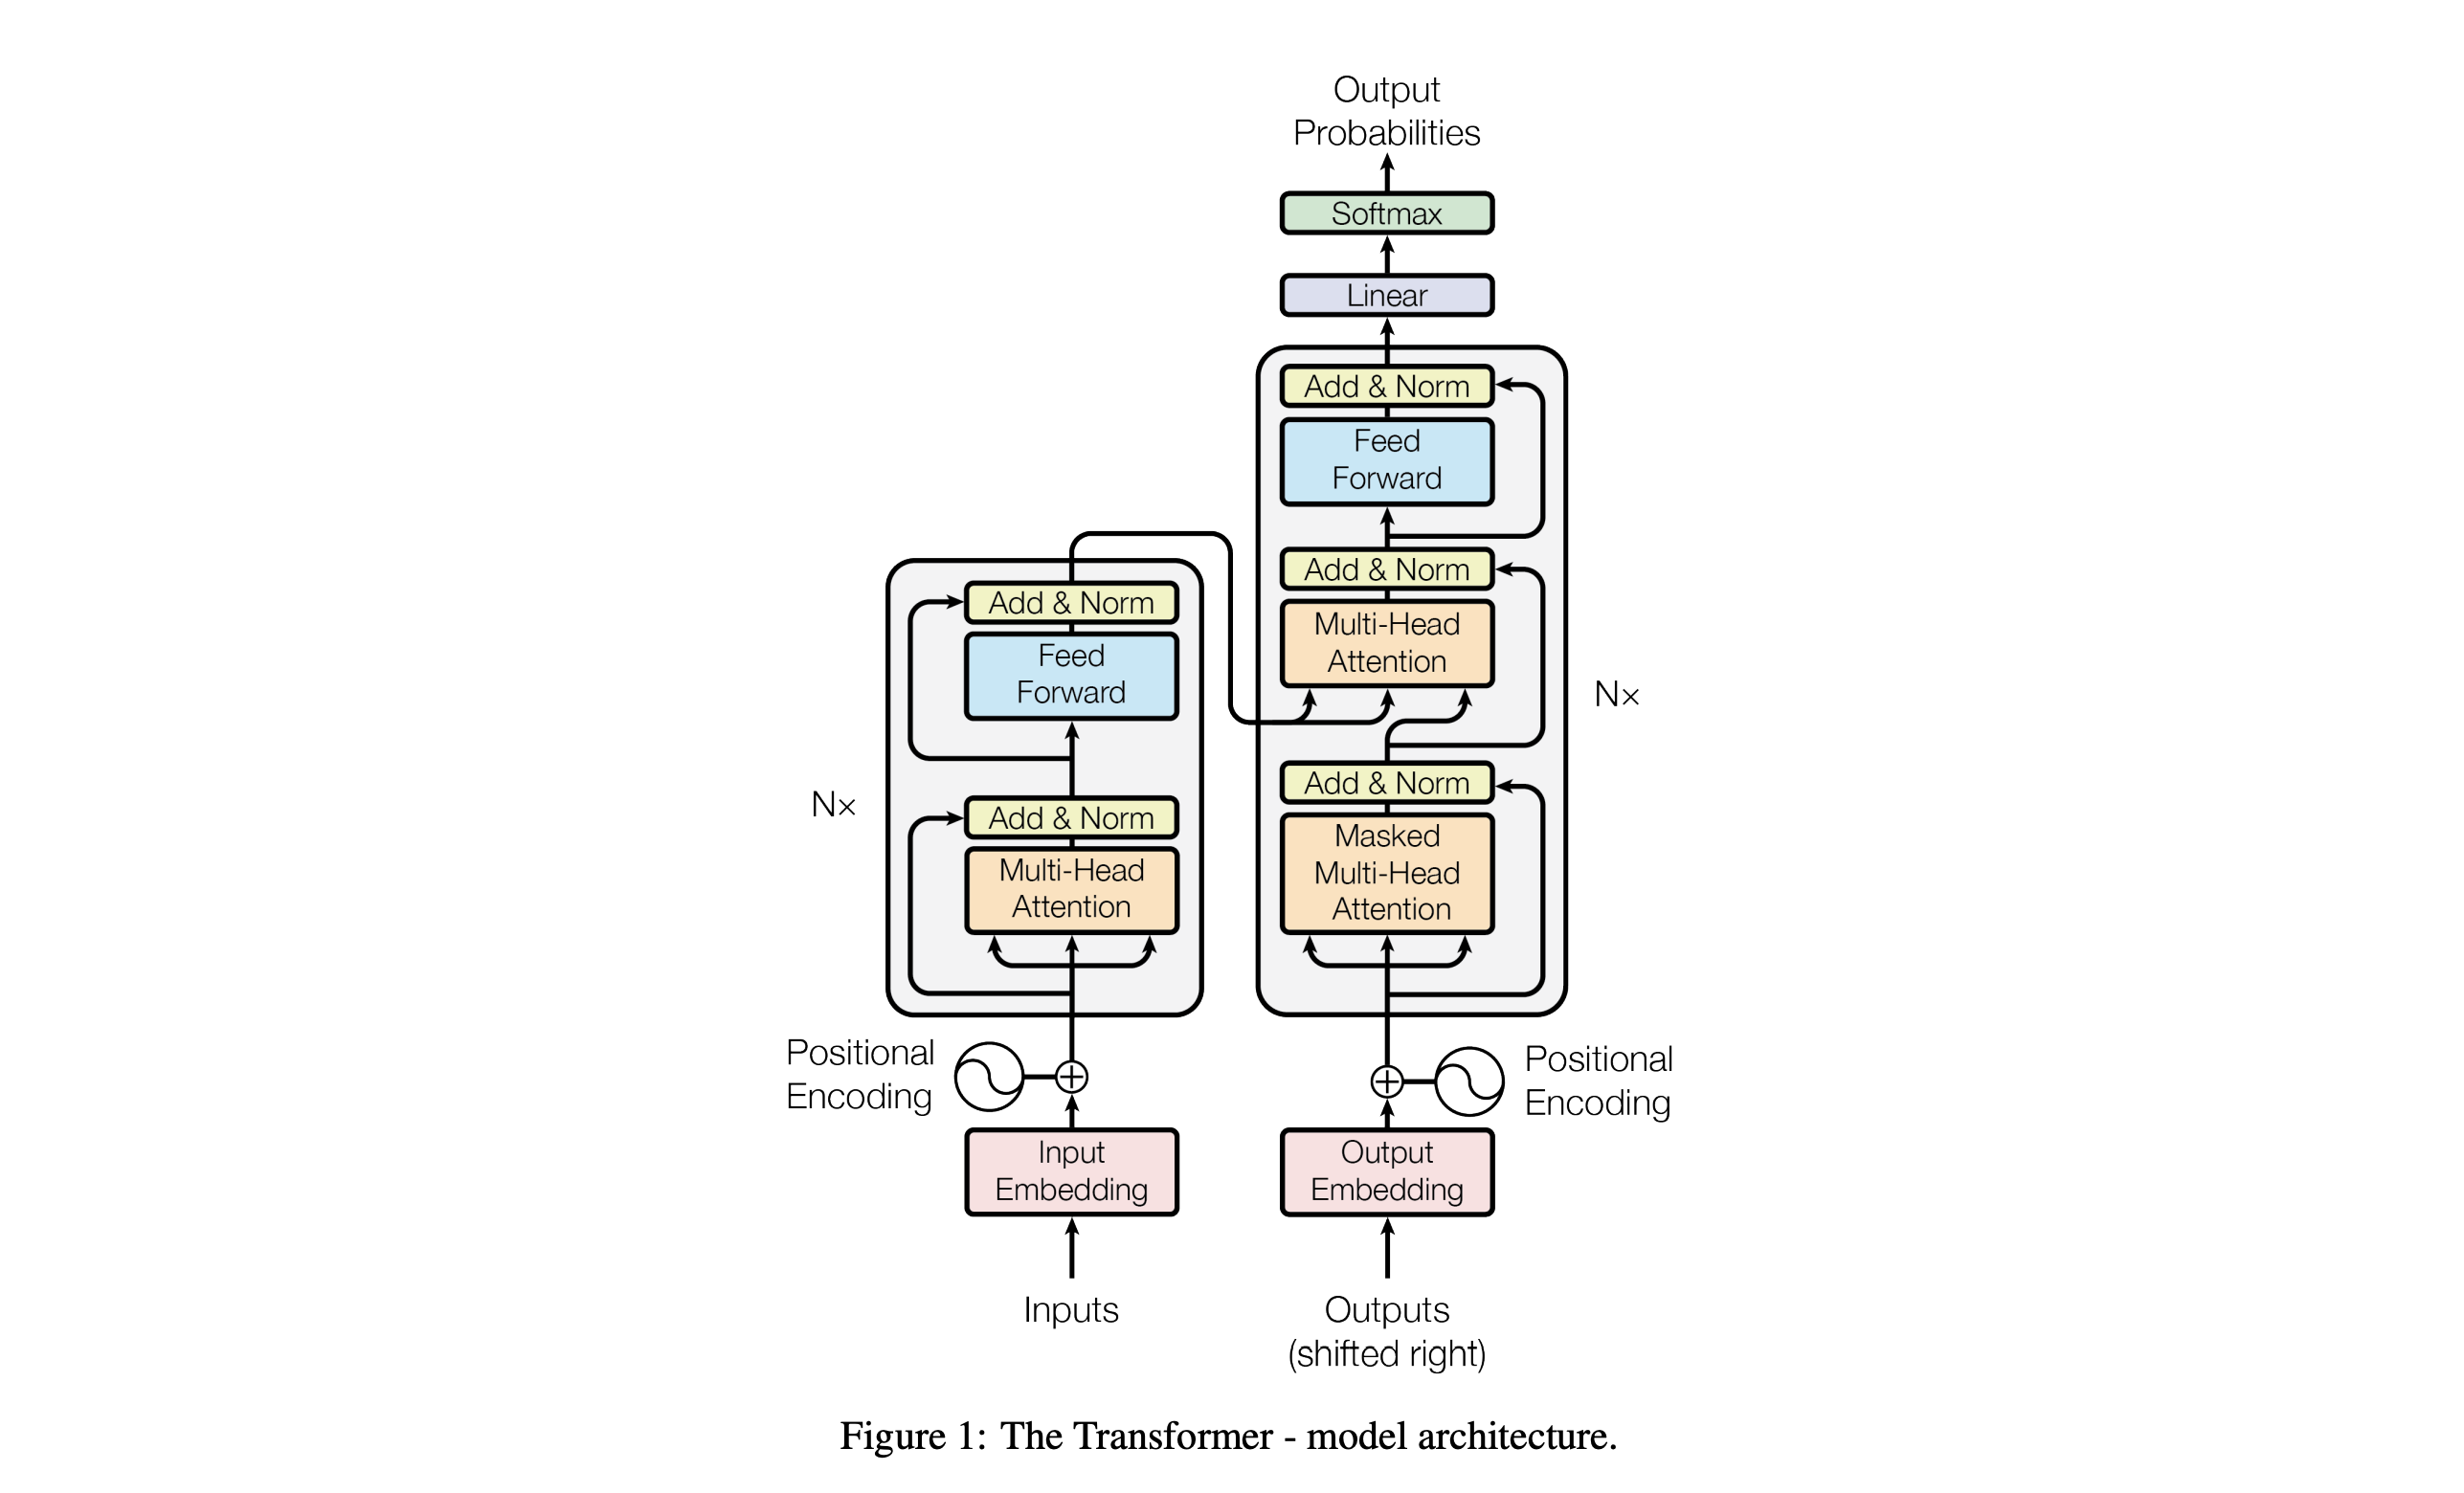 Output
Probabilities
Softmax
Linear
Add & Norm
Feed
Forward
Add & Norm
Multi-Head
Attention
Add & Norm
Masked
Multi-Head
Attention
N×
Add & Norm
Feed
Forward
Add & Norm
Multi-Head
Attention
N×
Positional
Encoding
Positional
Encoding
Input
Embedding
Output
Embedding
Inputs
Outputs
(shifted right)
Figure 1: The Transformer - model architecture.